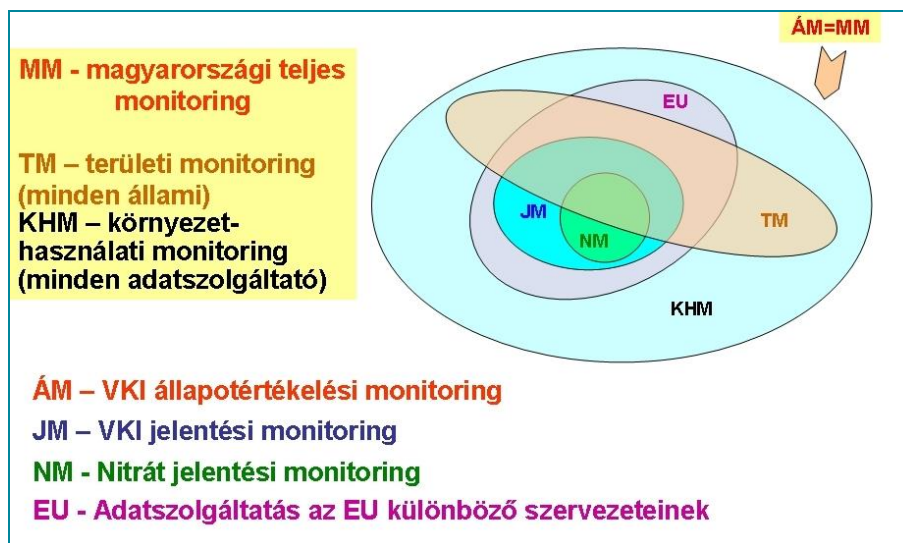 MM - magyarországi teljes
monitoring
TM – területi monitoring
(minden állami)
KHM – környezet-
használati monitoring
(minden adatszolgáltató)
ÁM=MM
EU
JM
NM
TM
KHM
ÁM – VKI állapotértékelési monitoring
JM – VKI jelentési monitoring
NM - Nitrát jelentési monitoring
EU - Adatszolgáltatás az EU különböző szervezeteinek